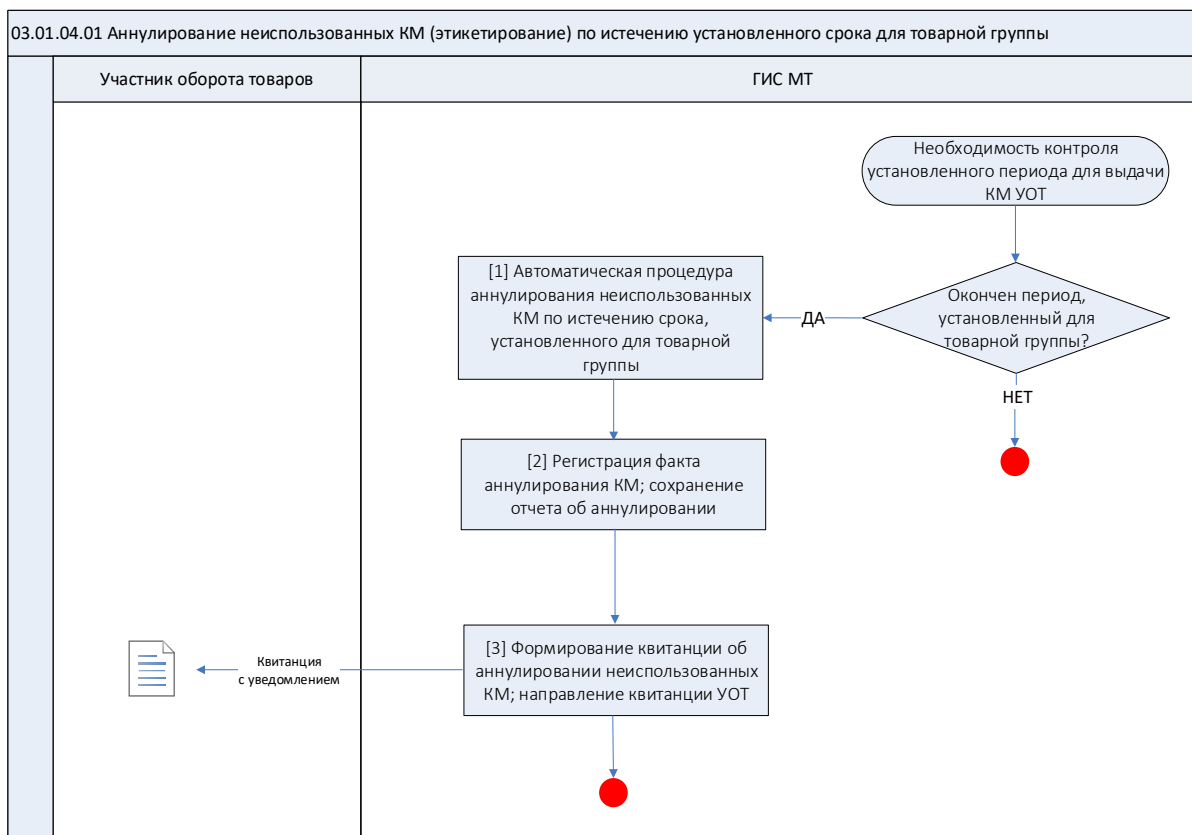 03.01.04.01 Аннулирование неиспользованных КМ (этикетирование) по истечению установленного срока для товарной группы
Участник оборота товаров
ГИС МТ
Необходимость контроля
установленного периода для выдачи
КМ УОТ
Окончен период,
установленный для
товарной группы?
ДА
НЕТ
[1] Автоматическая процедура
аннулирования неиспользованных
КМ по истечению срока,
установленного для товарной
группы
[2] Регистрация факта
аннулирования КМ; сохранение
отчета об аннулировании
[3] Формирование квитанции об
аннулировании неиспользованных
КМ; направление квитанции УОТ
Квитанция
с уведомлением